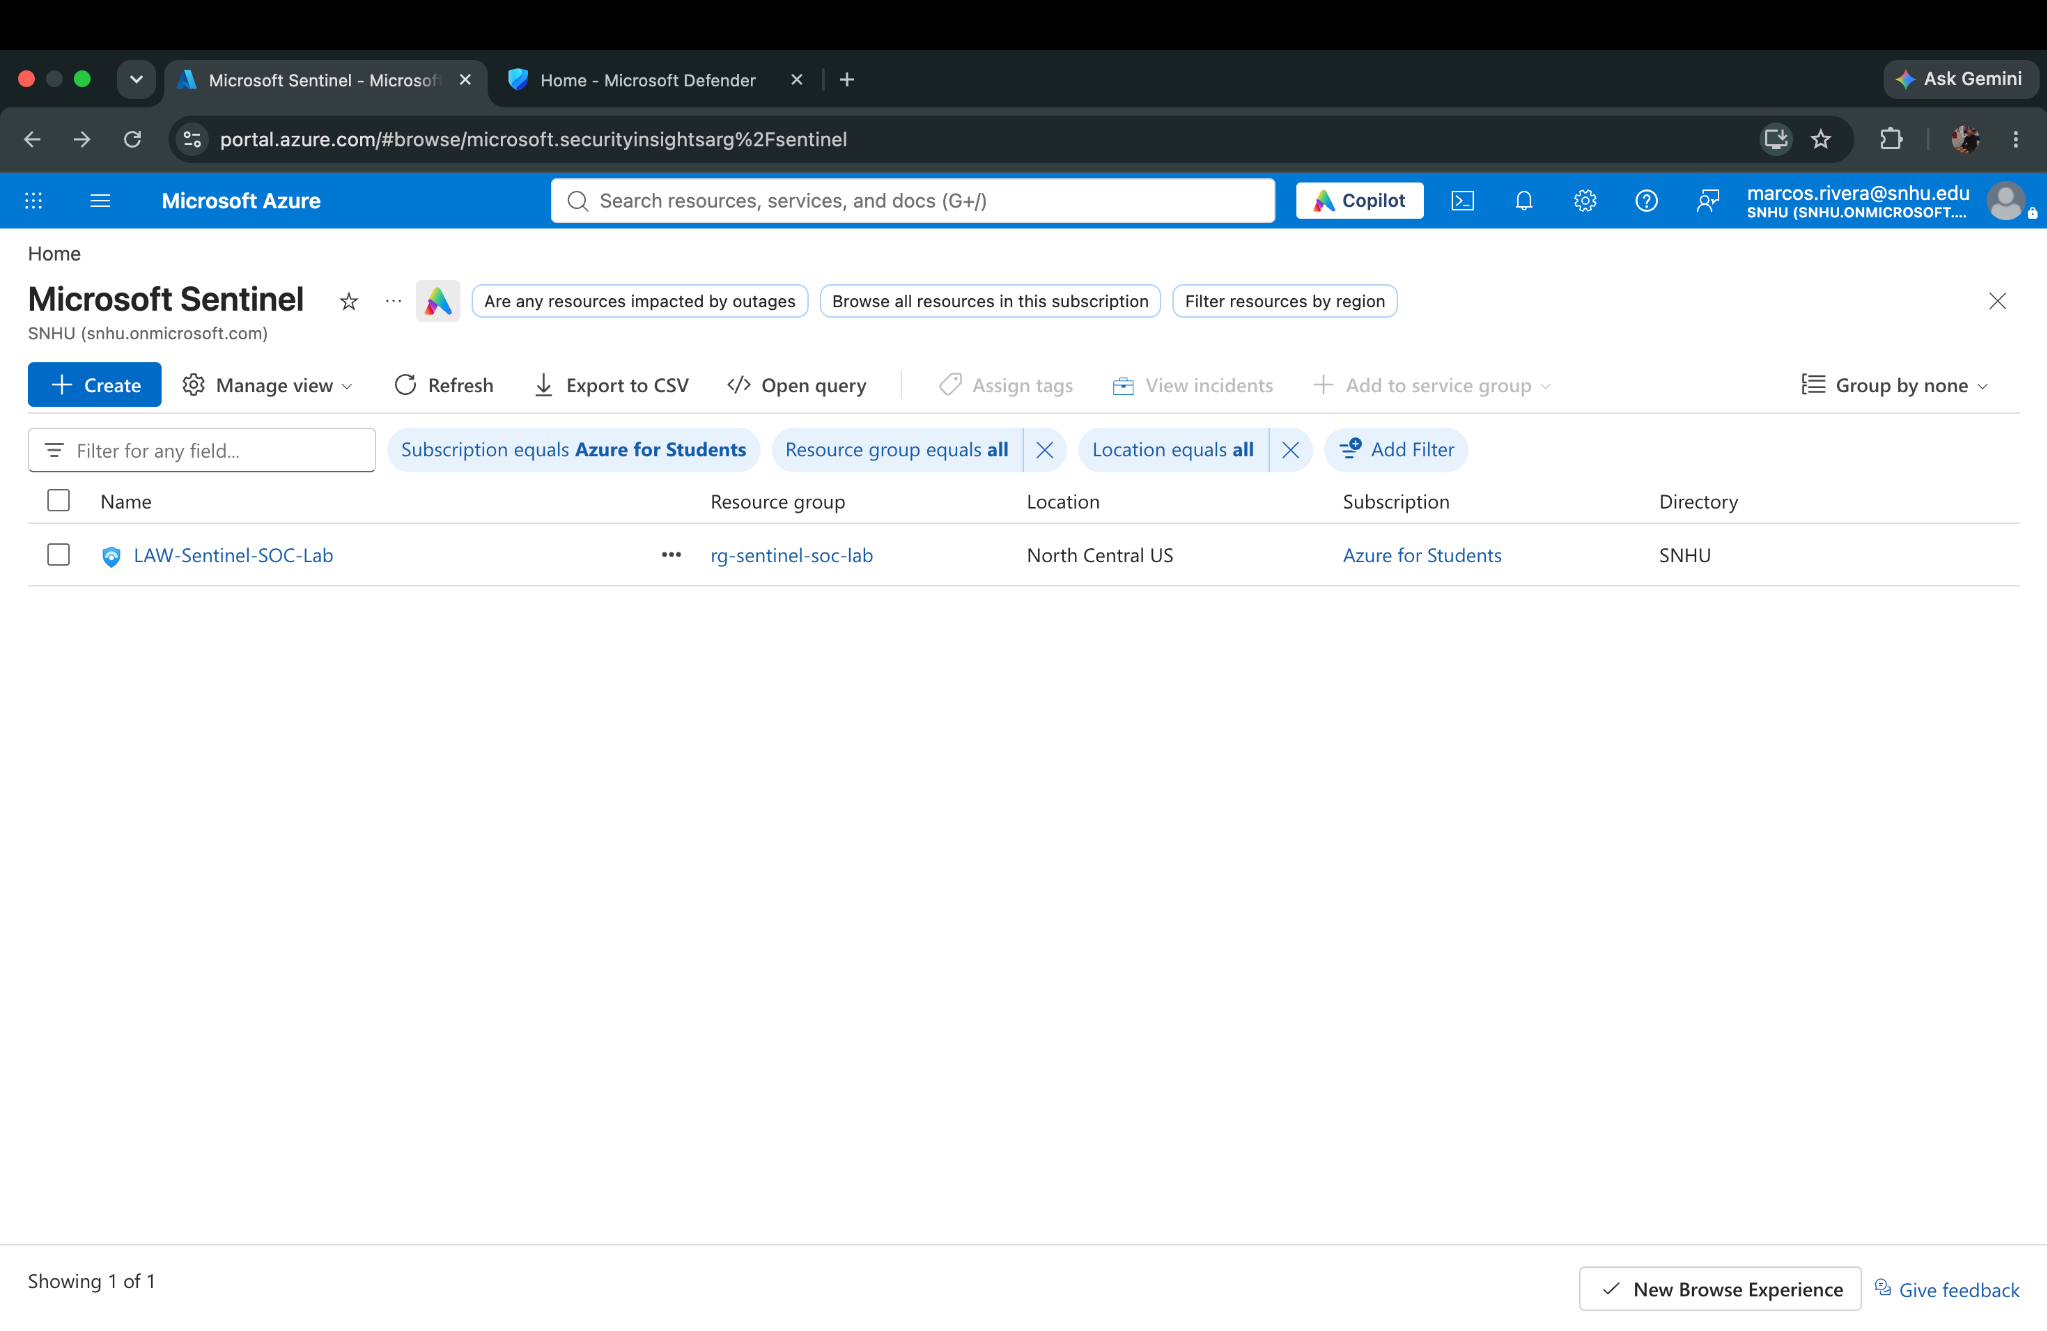 Microsoft Sentinel - Microsoft
Home - Microsoft Defender
Ask Gemini
portal.azure.com/#browse/microsoft.securityinsightsarg%2Fsentinel
Microsoft Azure
Search resources, services, and docs (G+/)
Copilot
marcos.rivera@snhu.edu
SNHU (SNHU.ONMICROSOFT....
Home
Microsoft Sentinel
Are any resources impacted by outages
Browse all resources in this subscription
Filter resources by region
SNHU (snhu.onmicrosoft.com)
Create
Manage view
Refresh
Export to CSV
Open query
Assign tags
View incidents
Add to service group
Group by none
Filter for any field...
Subscription equals Azure for Students
Resource group equals all
Location equals all
Add Filter
Name Resource group Location Subscription Directory
LAW-Sentinel-SOC-Lab rg-sentinel-soc-lab North Central US Azure for Students SNHU
Showing 1 of 1
New Browse Experience
Give feedback